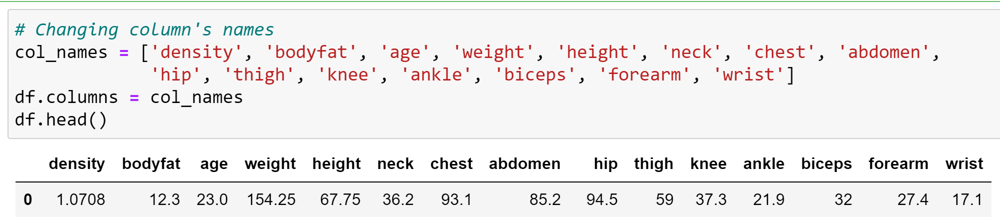 # Changing column's names
col_names = ['density', 'bodyfat', 'age', 'weight', 'height', 'neck', 'chest', 'abdomen',
'hip', 'thigh', 'knee', 'ankle', 'biceps', 'forearm', 'wrist']
df.columns = col_names
df.head()
density bodyfat age weight height neck chest abdomen hip thigh knee ankle biceps forearm wrist
0 1.0708 12.3 23.0 154.25 67.75 36.2 93.1 85.2 94.5 59 37.3 21.9 32 27.4 17.1